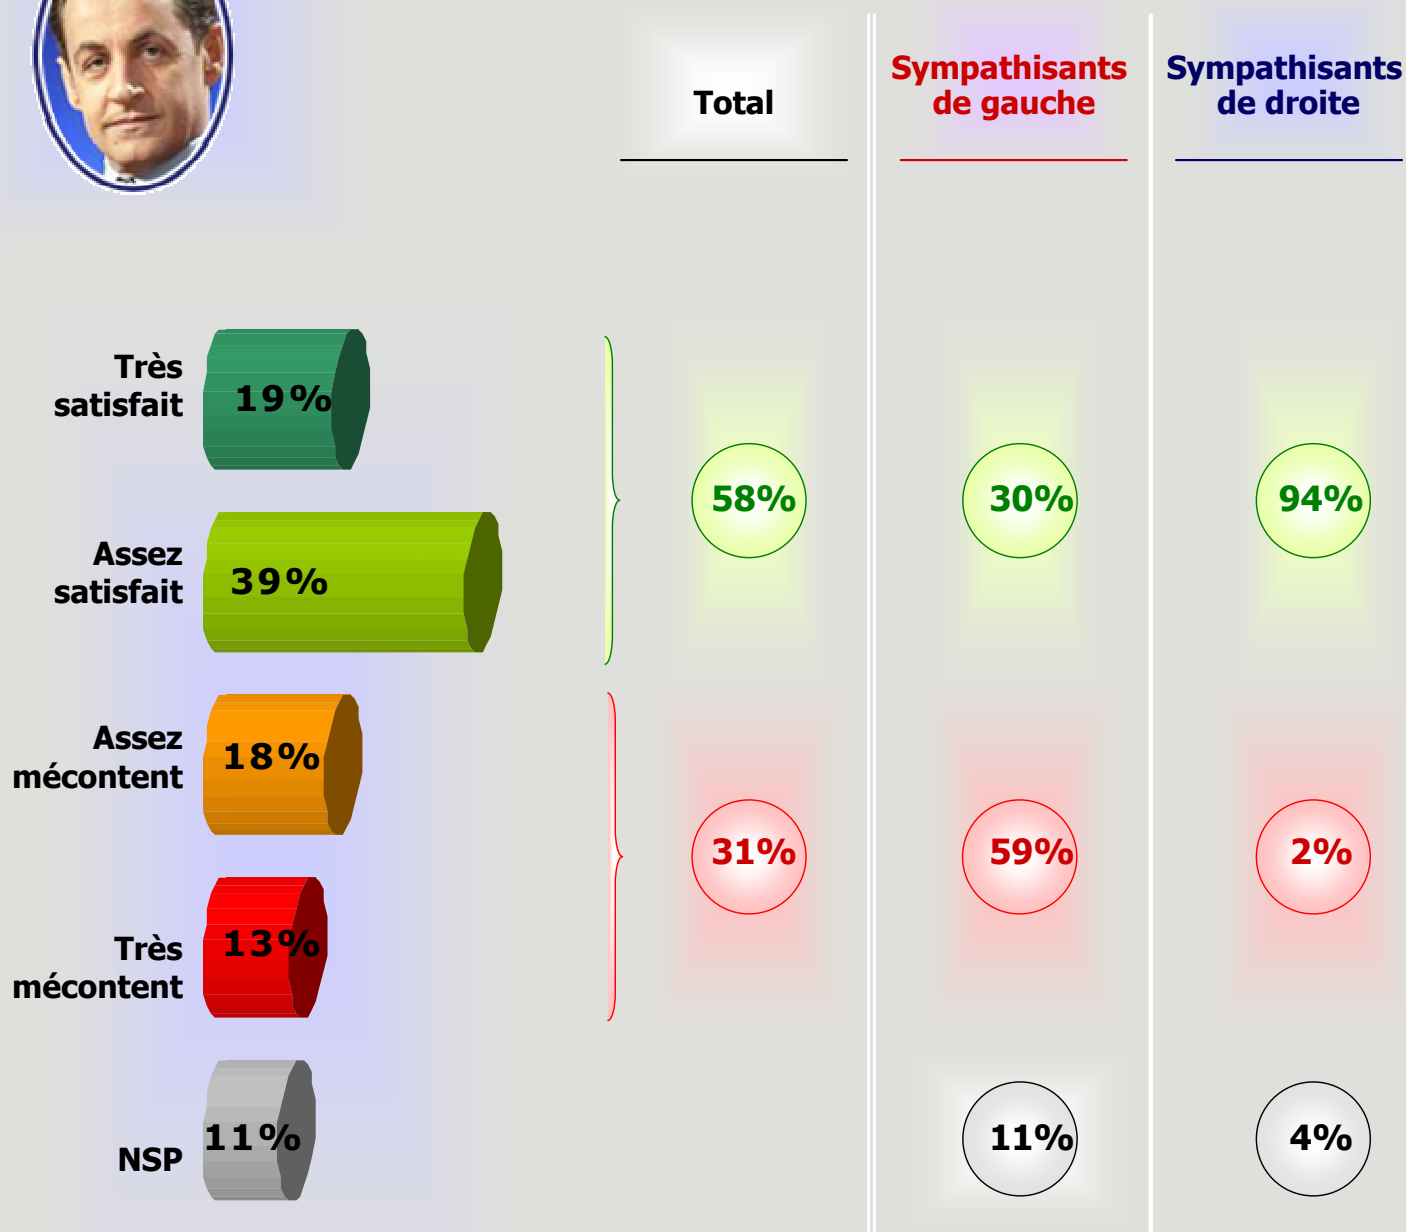 Total
Sympathisants
de gauche
Sympathisants
de droite
Très
satisfait
19%
58%
30%
94%
Assez
satisfait
39%
Assez
mécontent
18%
31%
59%
2%
Très
mécontent
13%
NSP
11%
11%
4%